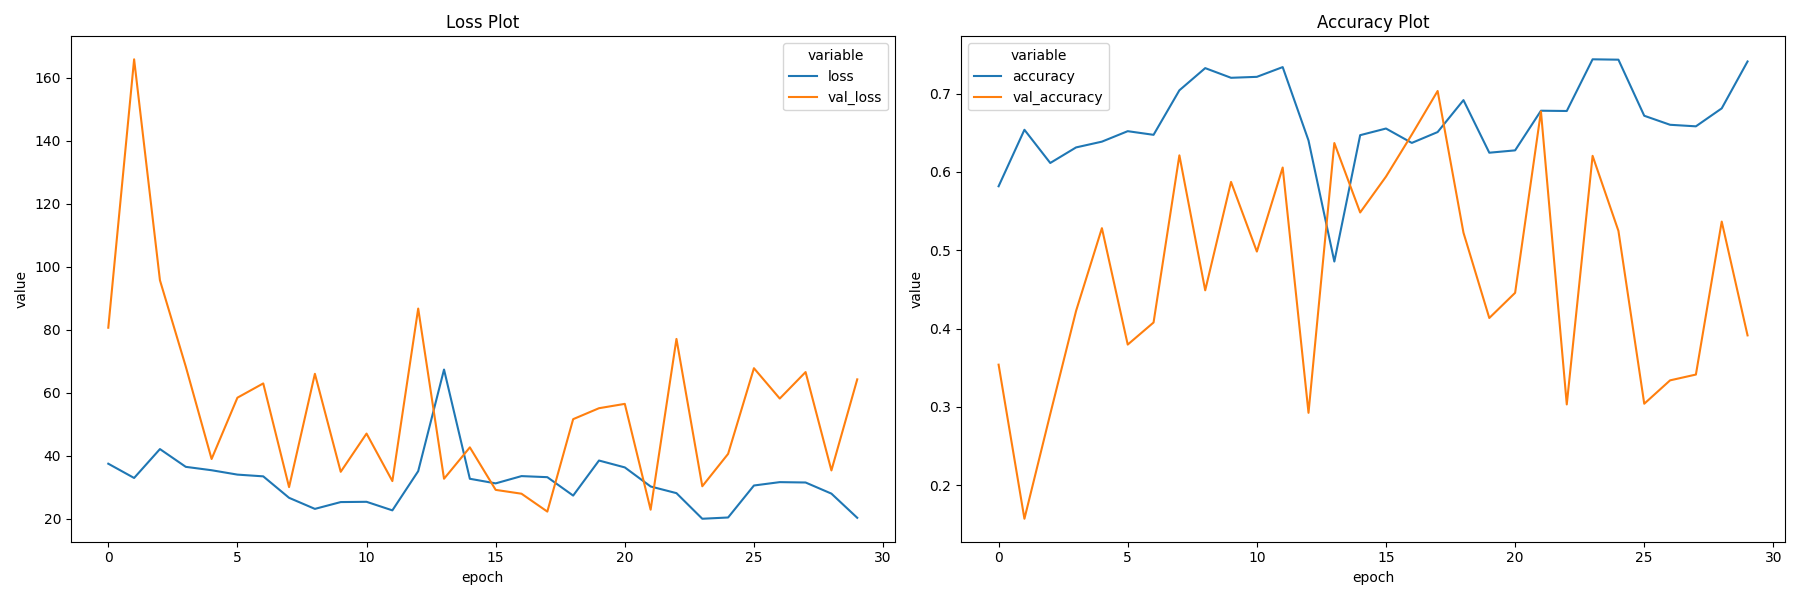 Loss Plot
variable
loss
val_loss
value
160
140
120
100
80
60
40
20
0 5 10 15 20 25 30
epoch
Accuracy Plot
variable
accuracy
val_accuracy
value
0.7
0.6
0.5
0.4
0.3
0.2
0 5 10 15 20 25 30
epoch